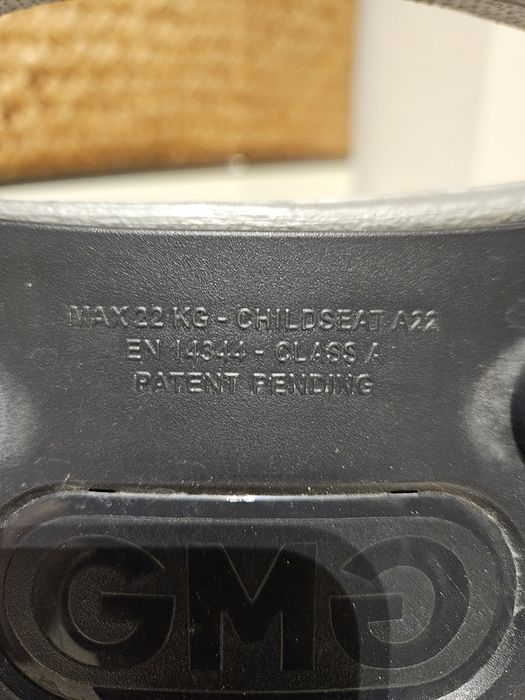 MAX 22 KG - CHILDSEAT A22
EN 14344 - CLASS A
PATENT PENDING
GMG